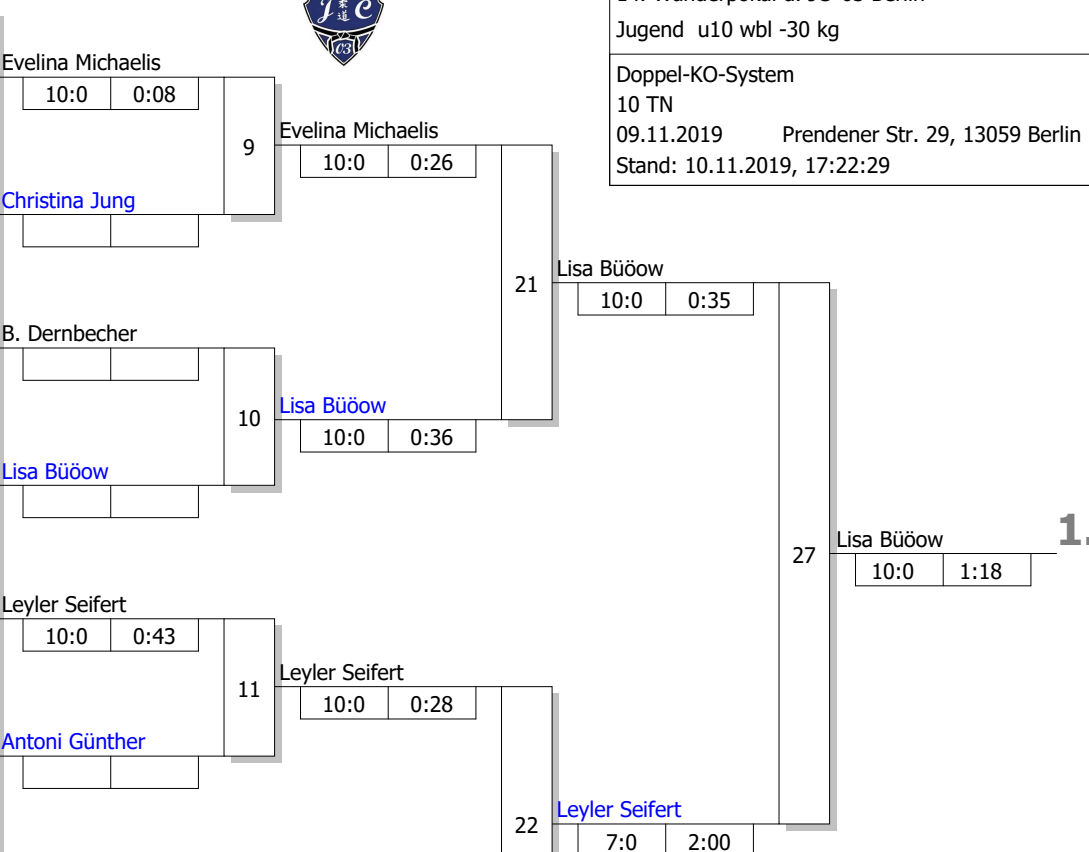 J C
柔道
03
Jugend u10 wbl -30 kg
Doppel-KO-System
10 TN
09.11.2019 Prendener Str. 29, 13059 Berlin
Stand: 10.11.2019, 17:22:29
Evelina Michaelis
10:0 0:08
9
Evelina Michaelis
10:0 0:26
Christina Jung
21
Lisa Büöow
10:0 0:35
B. Dernbecher
10
Lisa Büöow
10:0 0:36
Lisa Büöow
27
Lisa Büöow
10:0 1:18
1.
Leyler Seifert
10:0 0:43
11
Leyler Seifert
10:0 0:28
Antoni Günther
22
Leyler Seifert
7:0 2:00